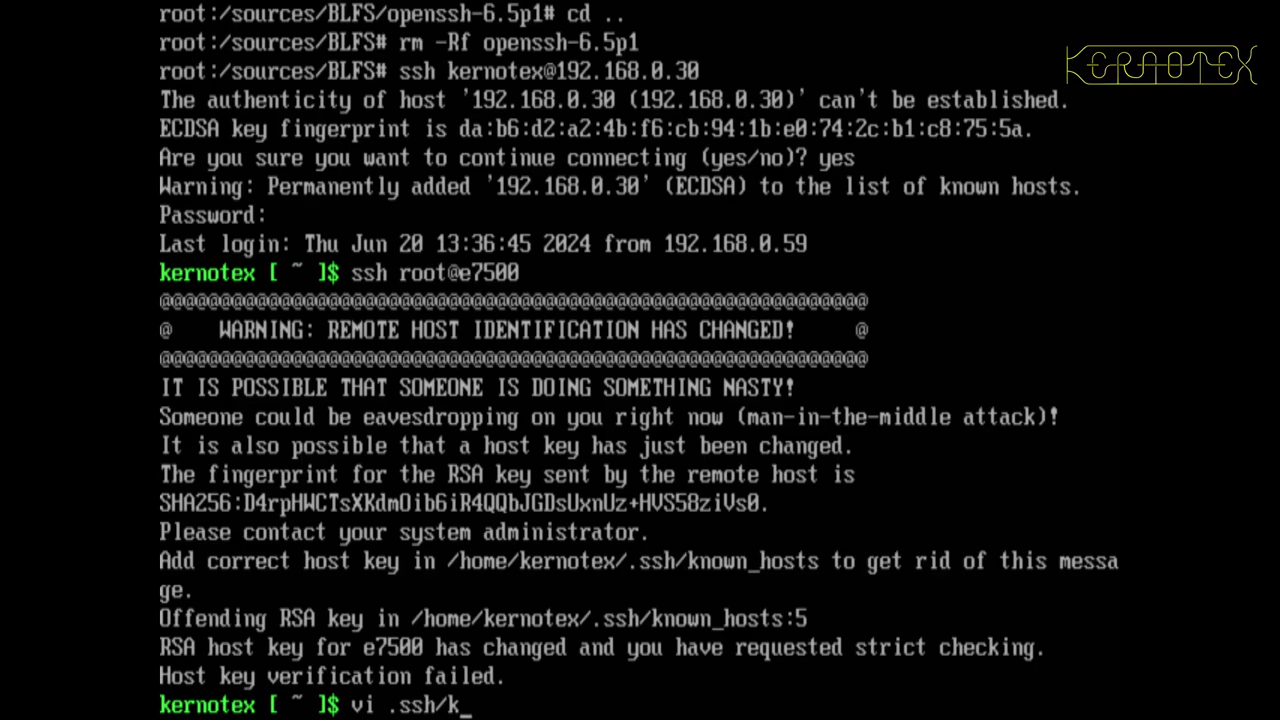 root:/sources/BLFS/openssh-6.5p1# cd ..
root:/sources/BLFS# rm -Rf openssh-6.5p1
root:/sources/BLFS# ssh kernotex@192.168.0.30
KERNOTEX
The authenticity of host '192.168.0.30 (192.168.0.30)' can't be established.
ECDSA key fingerprint is da:b6:d2:a2:4b:f6:cb:94:1b:e0:74:2c:b1:c8:75:5a.
Are you sure you want to continue connecting (yes/no)? yes
Warning: Permanently added '192.168.0.30' (ECDSA) to the list of known hosts.
Password:
Last login: Thu Jun 20 13:36:45 2024 from 192.168.0.59
kernotex [ ~ ]$ ssh root@e7500
@@@@@@@@@@@@@@@@@@@@@@@@@@@@@@@@@@@@@@@@@@@@@@@@@@@@@@@@@@@
@    WARNING: REMOTE HOST IDENTIFICATION HAS CHANGED!     @
@@@@@@@@@@@@@@@@@@@@@@@@@@@@@@@@@@@@@@@@@@@@@@@@@@@@@@@@@@@
IT IS POSSIBLE THAT SOMEONE IS DOING SOMETHING NASTY!
Someone could be eavesdropping on you right now (man-in-the-middle attack)!
It is also possible that a host key has just been changed.
The fingerprint for the RSA key sent by the remote host is
SHA256:D4rpHWCTsXKdmOib6iR4QQbJGDsUxnUz+HVS58ziVs0.
Please contact your system administrator.
Add correct host key in /home/kernotex/.ssh/known_hosts to get rid of this messa
ge.
Offending RSA key in /home/kernotex/.ssh/known_hosts:5
RSA host key for e7500 has changed and you have requested strict checking.
Host key verification failed.
kernotex [ ~ ]$ vi .ssh/k_